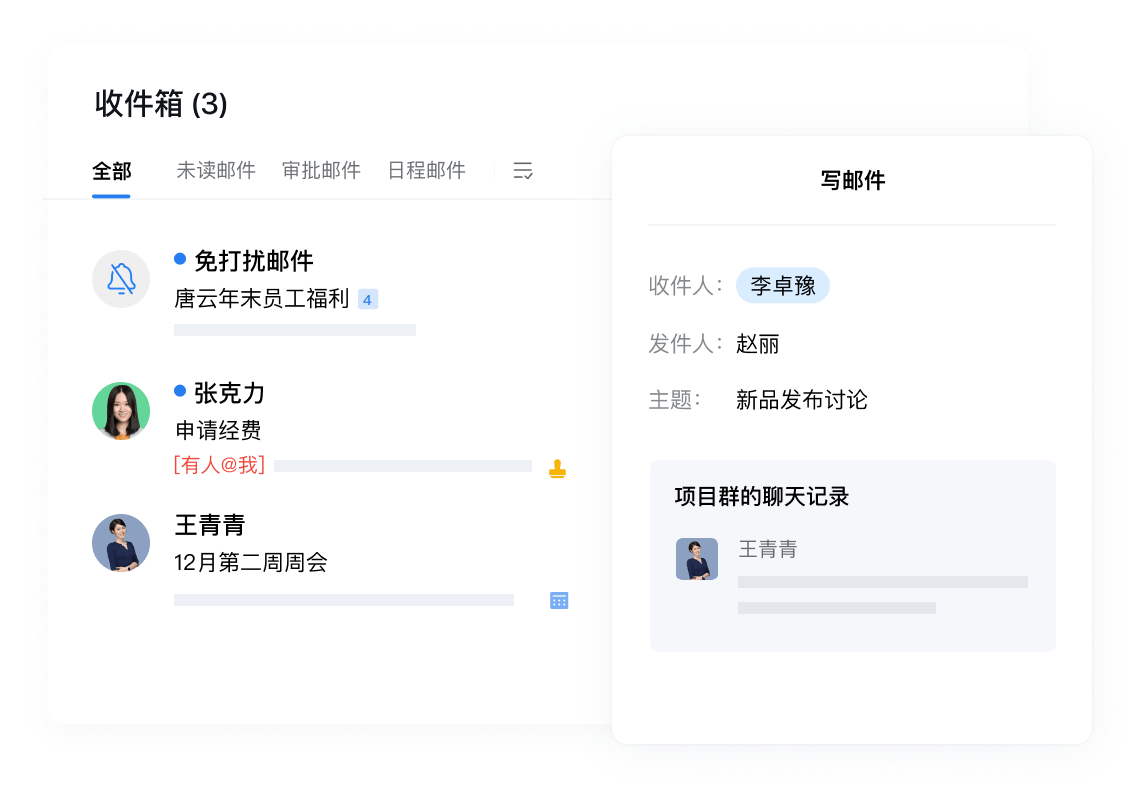 收件箱 (3)
全部 未读邮件 审批邮件 日程邮件
免打扰邮件
唐云年末员工福利 4
张克力
申请经费
[有人@我]
王青青
12月第二周周会
写邮件
收件人： 李卓豫
发件人： 赵丽
主题： 新品发布讨论
项目群的聊天记录
王青青